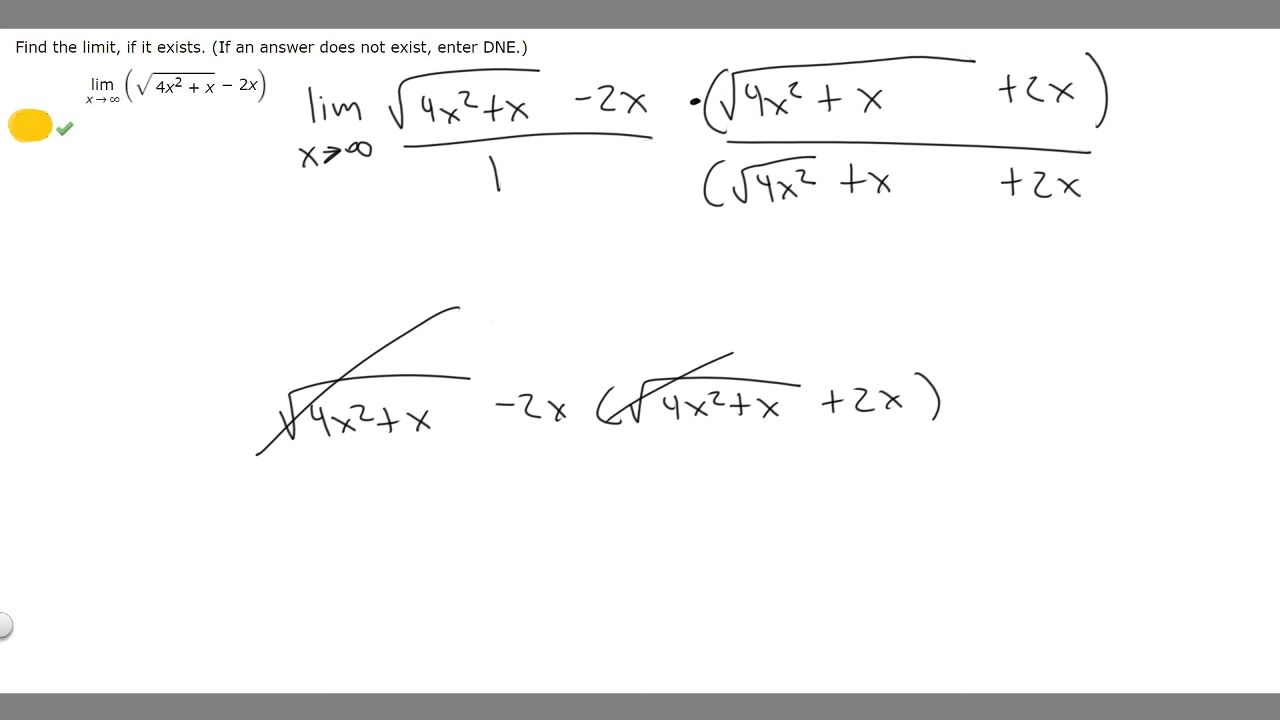 Find the limit, if it exists. (If an answer does not exist, enter DNE.)
lim x→∞ (√(4x² + x) − 2x)
lim x→∞ √(4x²+x) -2x / 1 · (√(4x² + x) +2x) / (√4x² +x +2x
√(4x²+x) -2x (√(4x²+x) +2x)